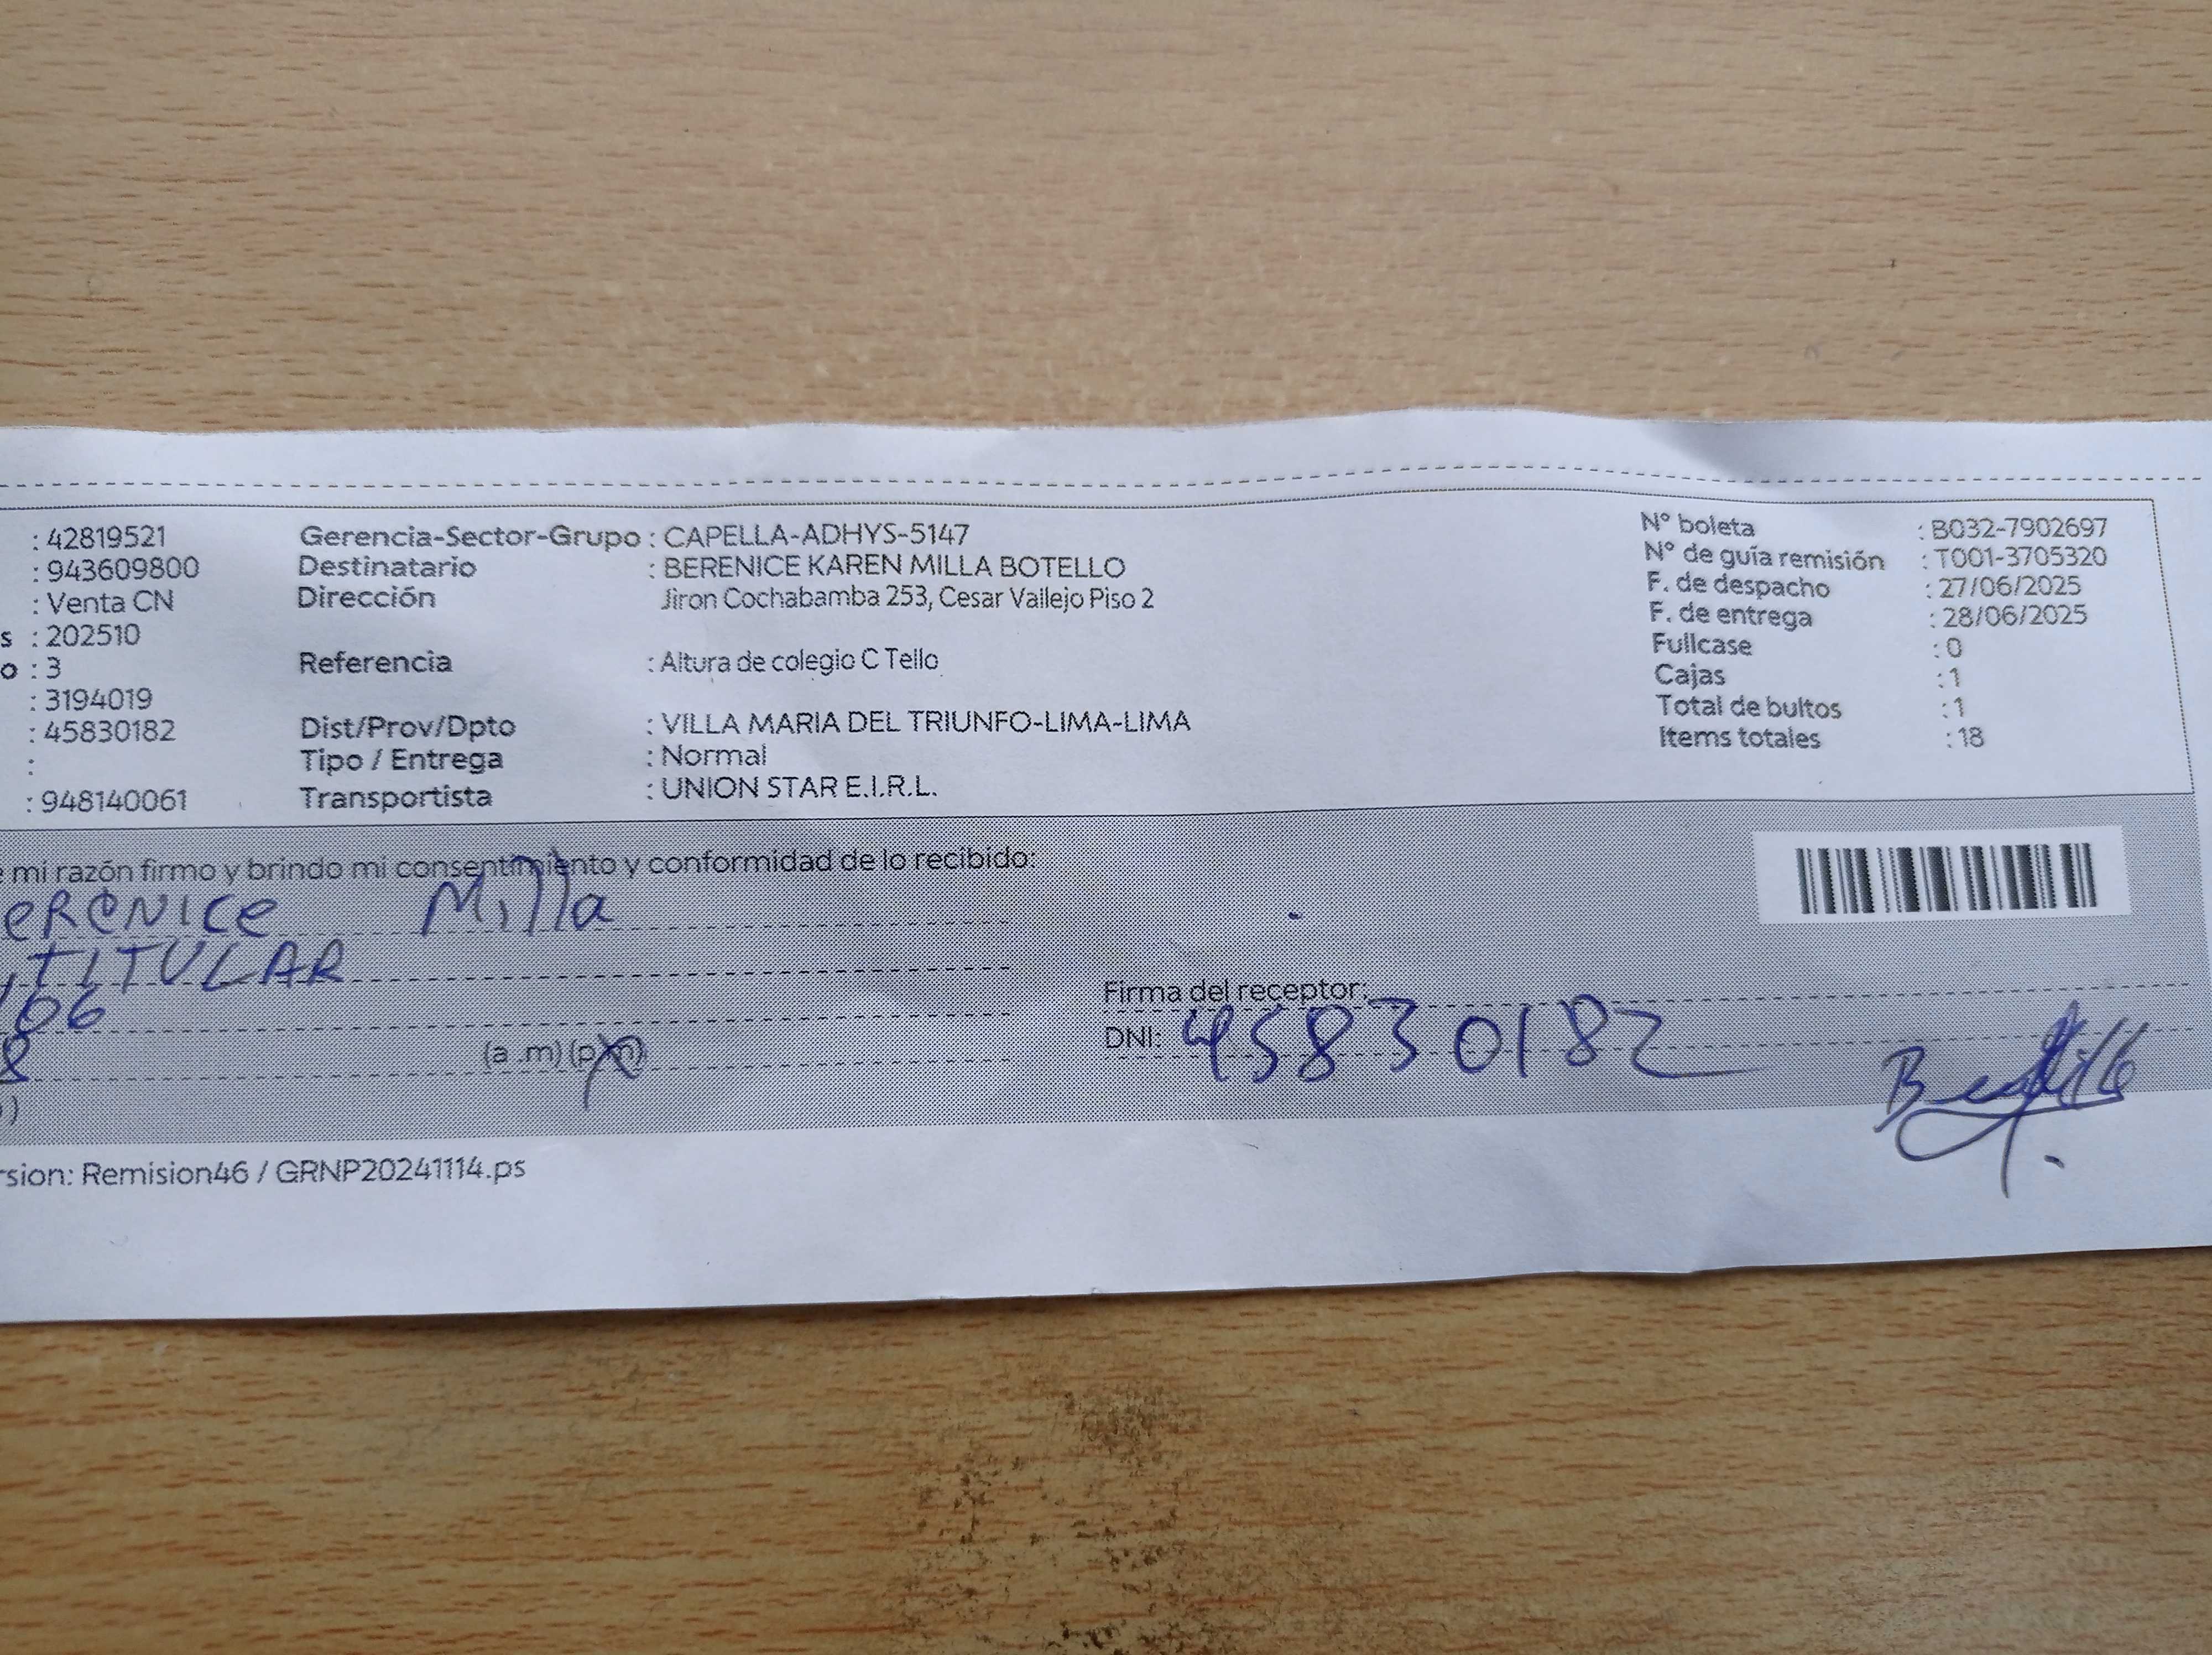 : 42819521 Gerencia-Sector-Grupo : CAPELLA-ADHYS-5147 N° boleta : B032-7902697
: 943609800 Destinatario : BERENICE KAREN MILLA BOTELLO N° de guía remisión : T001-3705320
: Venta CN Dirección Jiron Cochabamba 253, Cesar Vallejo Piso 2 F. de despacho : 27/06/2025
s : 202510 F. de entrega : 28/06/2025
o : 3 Referencia : Altura de colegio C Tello Fullcase : 0
: 3194019 Cajas : 1
: 45830182 Dist/Prov/Dpto : VILLA MARIA DEL TRIUNFO-LIMA-LIMA Total de bultos : 1
: Tipo / Entrega : Normal Items totales : 18
: 948140061 Transportista : UNION STAR E.I.R.L.
e mi razón firmo y brindo mi consentimiento y conformidad de lo recibido:
eRENICe Milla
TITULAR
06 Firma del receptor:
8 (a .m) (p.m) DNI: 45830182
)
rsion: Remision46 / GRNP20241114.ps